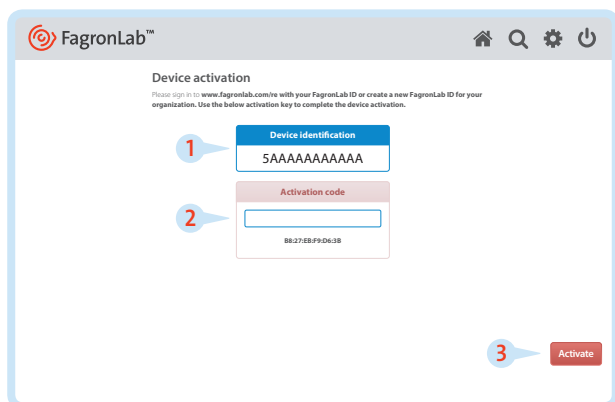 FagronLab™
Device activation
Please sign in to www.fagronlab.com/re with your FagronLab ID or create a new FagronLab ID for your
organization. Use the below activation key to complete the device activation.
1
Device identification
5AAAAAAAAAAA
Activation code
2
B8:27:EB:F9:D6:3B
3
Activate